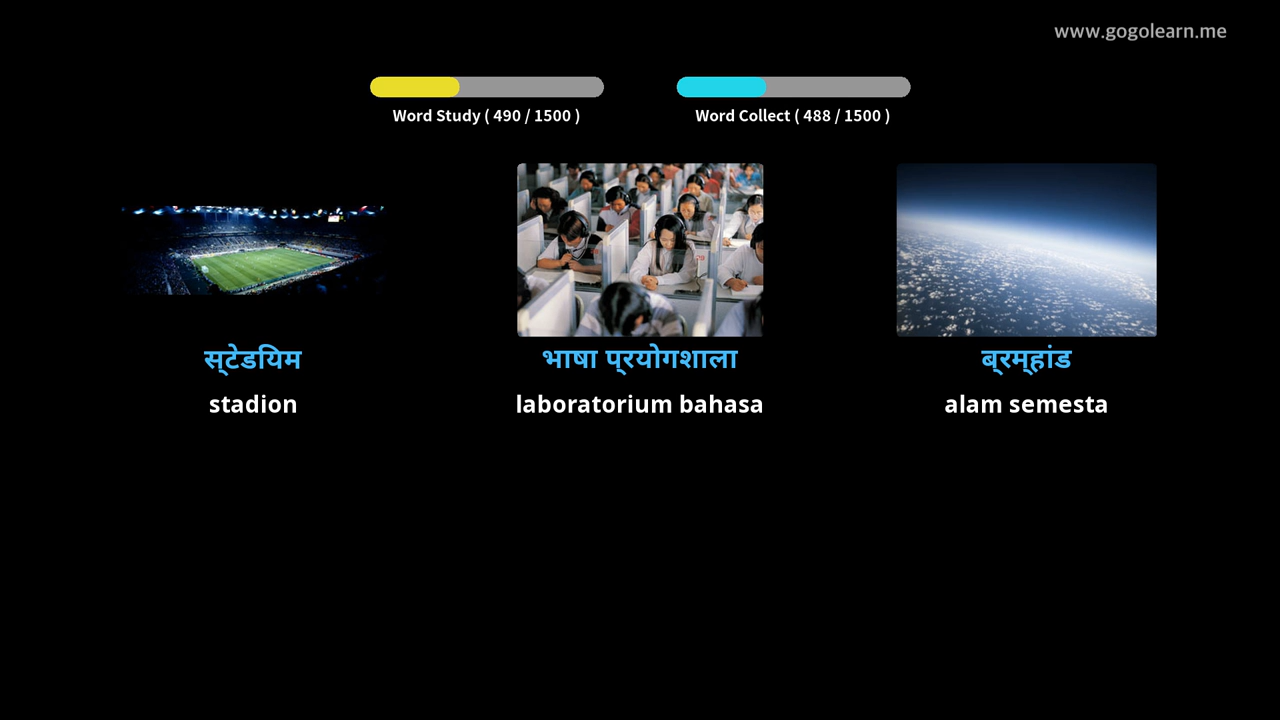 www.gogolearn.me
Word Study ( 490 / 1500 )
Word Collect ( 488 / 1500 )
स्टेडयिम
भाषा प्रयोगशाला
ब्रम्हांड
stadion
laboratorium bahasa
alam semesta